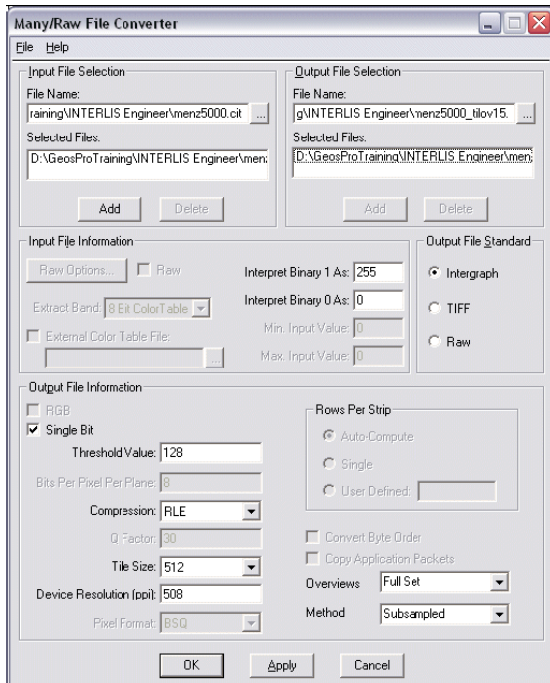 Many/Raw File Converter
File Help
Input File Selection
File Name:
raining\INTERLIS Engineer\menz5000.cit
...
Selected Files:
D:\GeosProTraining\INTERLIS Engineer\men:
Add
Delete
Output File Selection
File Name:
g\INTERLIS Engineer\menz5000_tilov15.
...
Selected Files:
D:\GeosProTraining\INTERLIS Engineer\men
Add
Delete
Input File Information
Raw Options...
Raw
Extract Band: 8 Bit ColorTable
External Color Table File:
...
Interpret Binary 1 As: 255
Interpret Binary 0 As: 0
Min. Input Value: 0
Max. Input Value: 0
Output File Standard
Intergraph
TIFF
Raw
Output File Information
RGB
Single Bit
Threshold Value: 128
Bits Per Pixel Per Plane: 8
Compression: RLE
Q Factor: 30
Tile Size: 512
Device Resolution (ppi): 508
Pixel Format: BSQ
Rows Per Strip
Auto-Compute
Single
User Defined:
Convert Byte Order
Copy Application Packets
Overviews Full Set
Method Subsampled
OK
Apply
Cancel